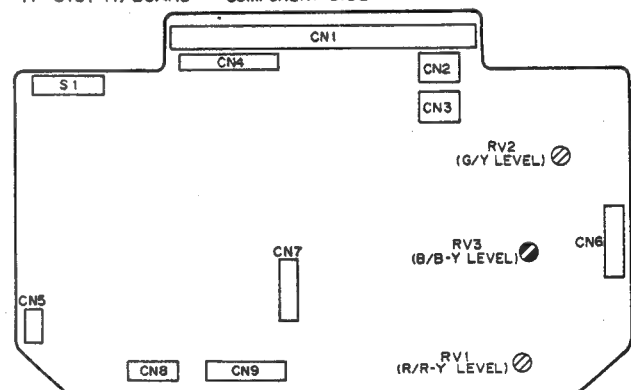 CN1
CN4
CN2
S1
CN3
RV2
(G/Y LEVEL)
RV3
(B/B-Y LEVEL)
CN6
CN7
CN5
RV1
(R/R-Y LEVEL)
CN8
CN9